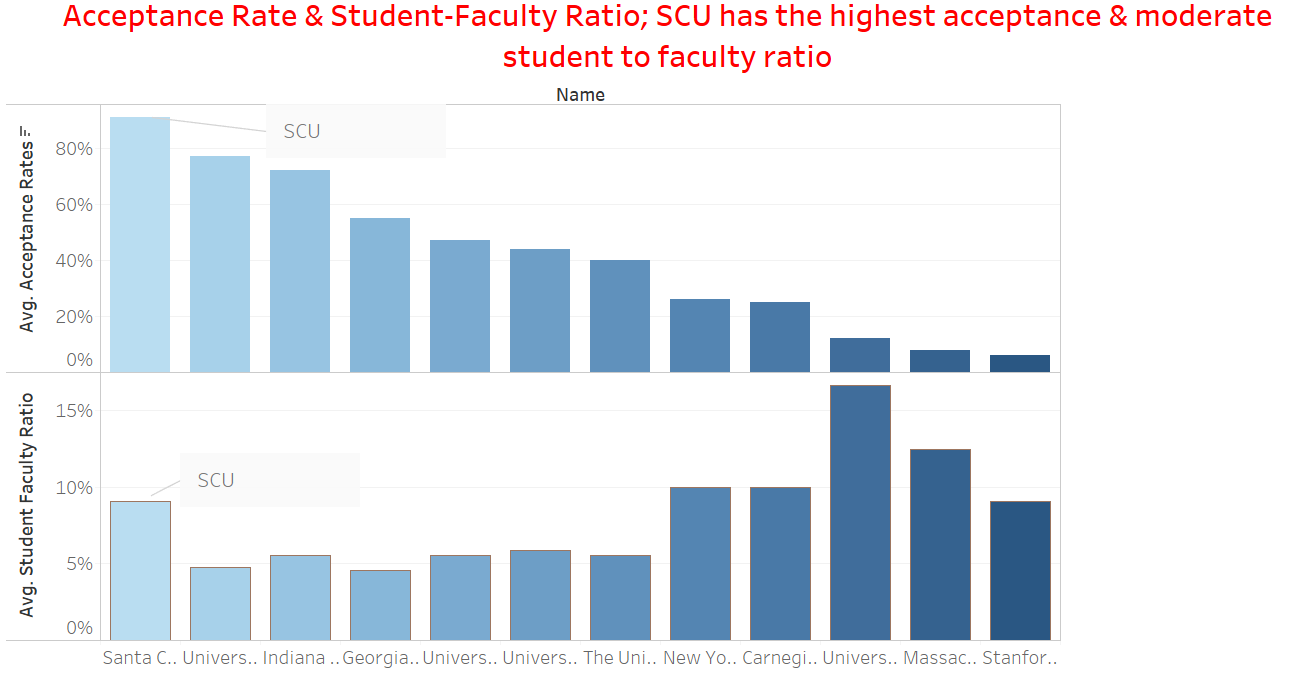 Acceptance Rate & Student-Faculty Ratio; SCU has the highest acceptance & moderate
student to faculty ratio
Name
Avg. Acceptance Rates
80%
60%
40%
20%
0%
SCU
Avg. Student Faculty Ratio
15%
10%
5%
0%
SCU
Santa C.. Univers.. Indiana .. Georgia.. Univers.. Univers.. The Uni.. New Yo.. Carnegi.. Univers.. Massac.. Stanfor..